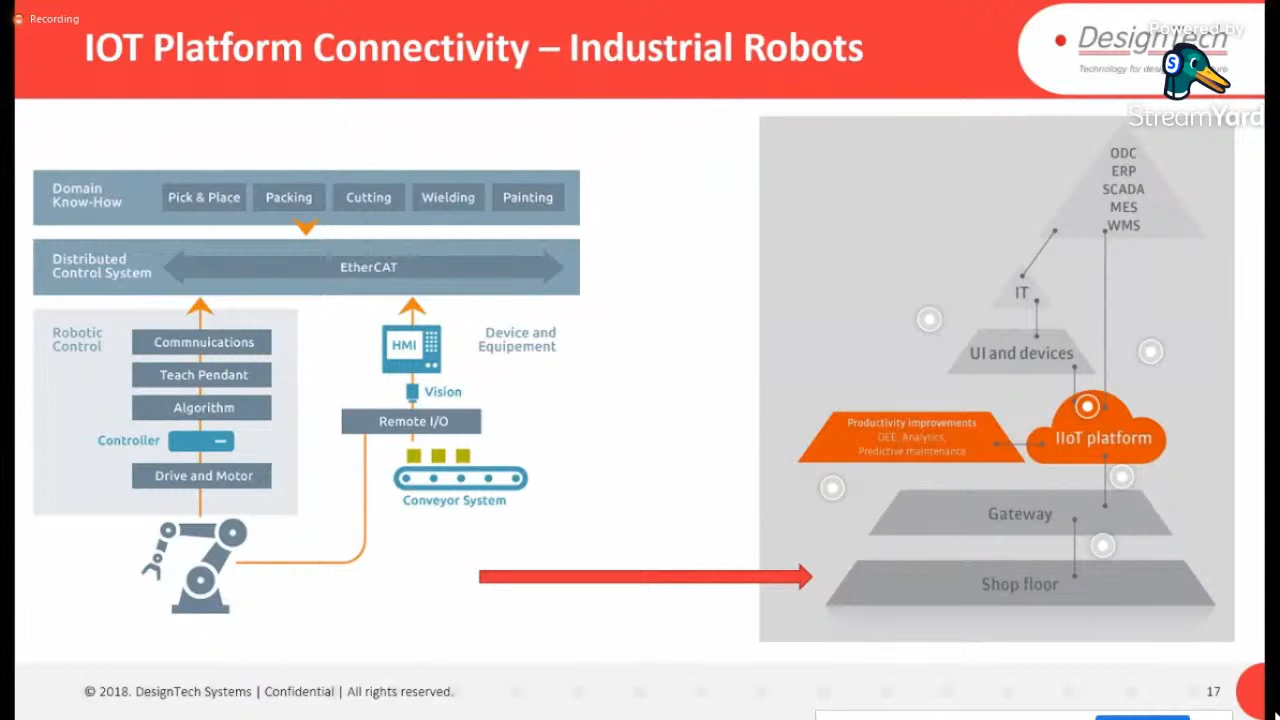 Recording
IOT Platform Connectivity – Industrial Robots
DesignTech
Technology for
Powered by
StreamYard
Domain
Know-How
Pick & Place
Packing
Cutting
Wielding
Painting
Distributed
Control System
EtherCAT
Robotic
Control
Commnuications
Teach Pendant
Algorithm
Controller
Drive and Motor
HMI
Device and
Equipement
Vision
Remote I/O
Conveyor System
ODC
ERP
SCADA
MES
WMS
IT
UI and devices
Productivity improvements
OEE, Analytics,
Predictive maintenance
IIoT platform
Gateway
Shop floor
© 2018. DesignTech Systems | Confidential | All rights reserved.
17